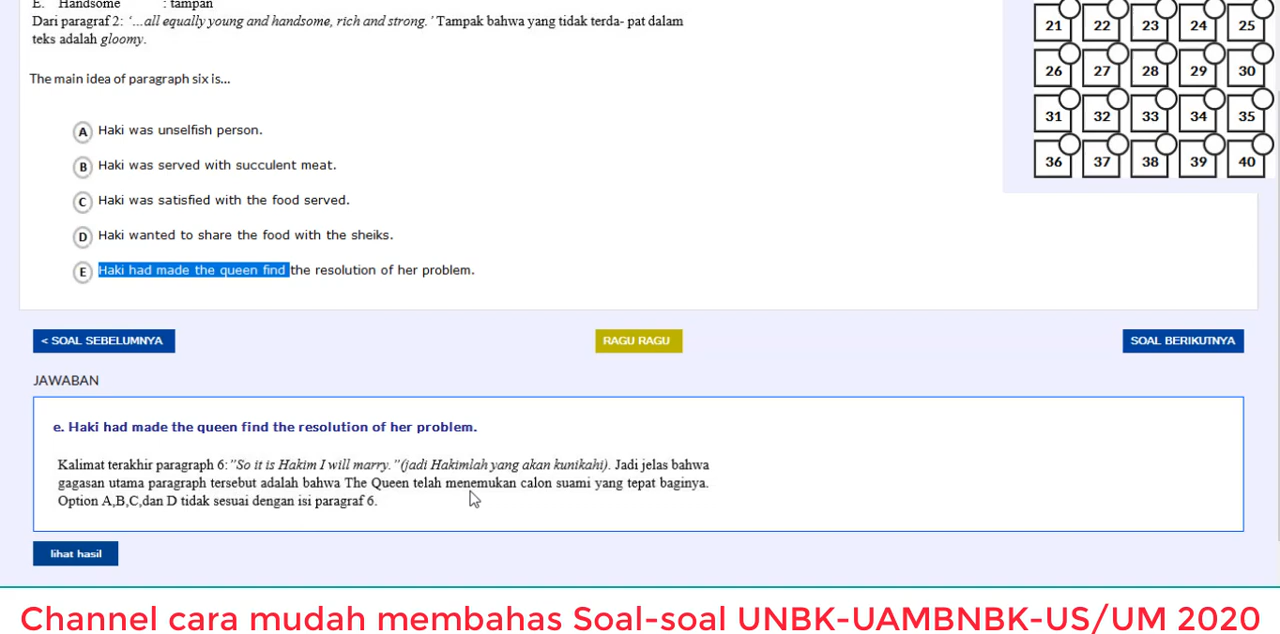 E. Handsome : tampan
Dari paragraf 2: ‘...all equally young and handsome, rich and strong. ’ Tampak bahwa yang tidak terda- pat dalam
teks adalah gloomy.
The main idea of paragraph six is...
A Haki was unselfish person.
B Haki was served with succulent meat.
C Haki was satisfied with the food served.
D Haki wanted to share the food with the sheiks.
E Haki had made the queen find the resolution of her problem.
21 22 23 24 25
26 27 28 29 30
31 32 33 34 35
36 37 38 39 40
< SOAL SEBELUMNYA
RAGU RAGU
SOAL BERIKUTNYA
JAWABAN
e. Haki had made the queen find the resolution of her problem.
Kalimat terakhir paragraph 6: "So it is Hakim I will marry. "(jadi Hakimlah yang akan kunikahi). Jadi jelas bahwa
gagasan utama paragraph tersebut adalah bahwa The Queen telah menemukan calon suami yang tepat baginya.
Option A,B,C,dan D tidak sesuai dengan isi paragraf 6.
lihat hasil
Channel cara mudah membahas Soal-soal UNBK-UAMBNBK-US/UM 2020